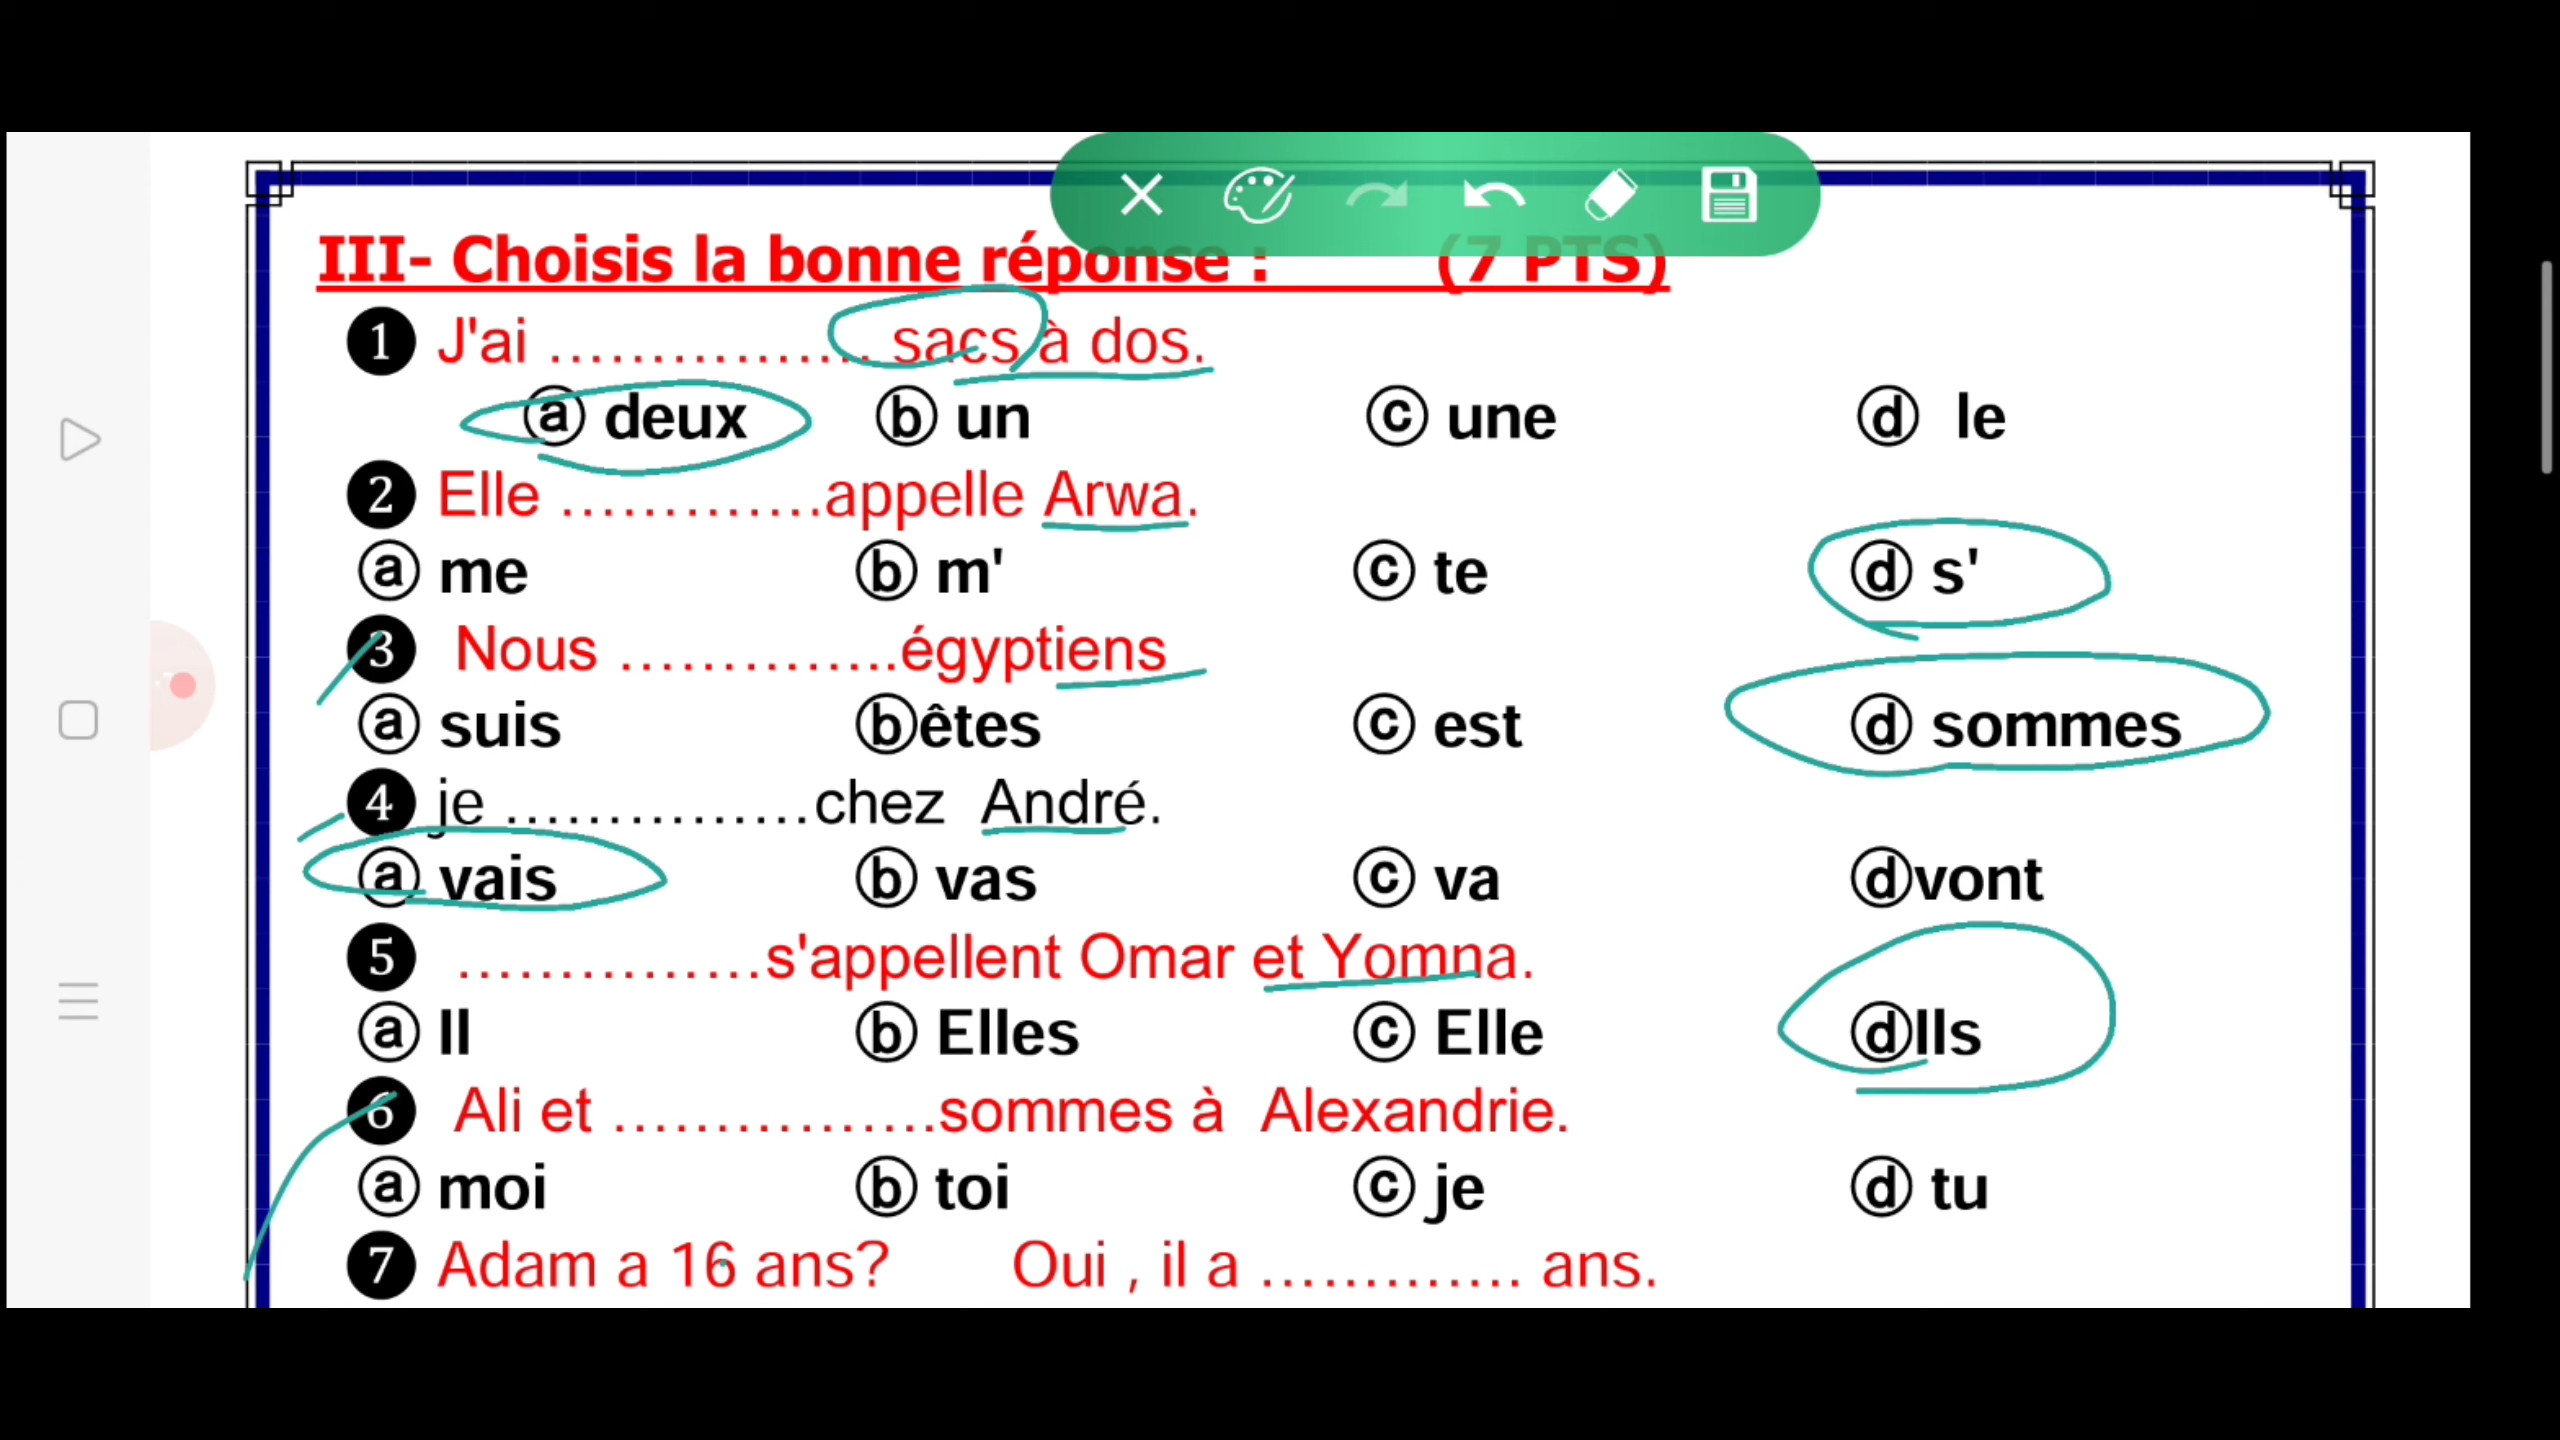 III- Choisis la bonne réponse : (7 PTS)
1 J'ai ................ sacs à dos.
a deux b un c une d le
2 Elle .............appelle Arwa.
a me b m' c te d s'
3 Nous ..............égyptiens
a suis b êtes c est d sommes
4 je ...............chez André.
a vais b vas c va d vont
5 ...............s'appellent Omar et Yomna.
a Il b Elles c Elle d Ils
6 Ali et ................sommes à Alexandrie.
a moi b toi c je d tu
7 Adam a 16 ans? Oui , il a ............. ans.